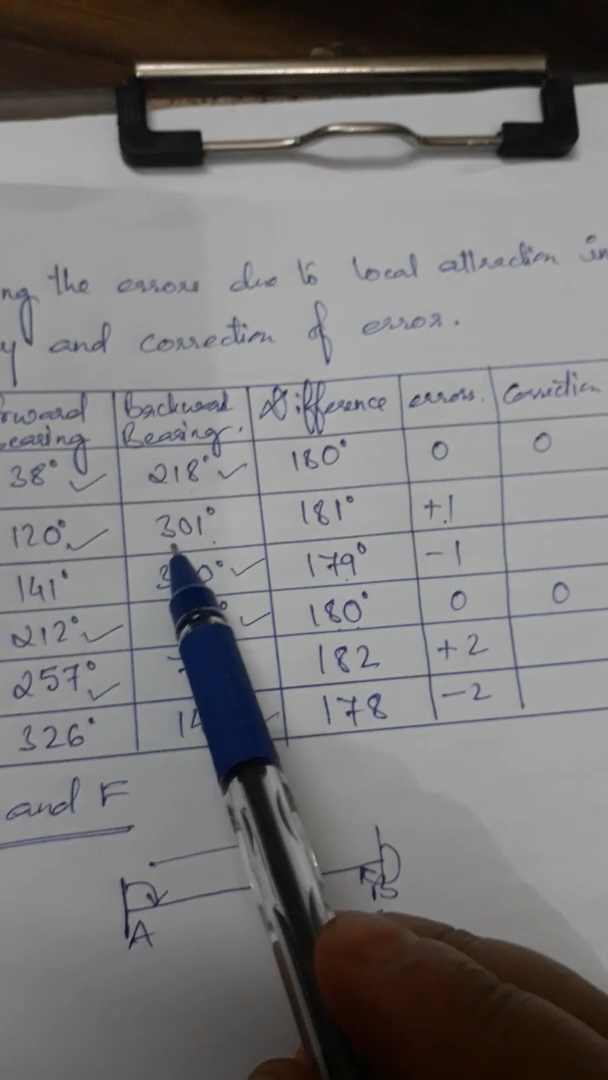 ng the errors due to local attraction in
y and correction of error.
rward Bearing Backward Bearing. Difference errors. Correction
38° ✓ 218° ✓ 180° 0 0
120° ✓ 301° 181° +1
141° ✓ 179° -1
212° ✓ ✓ 180° 0 0
257° ✓ 182 +2
326° 178 -2
and F
A B